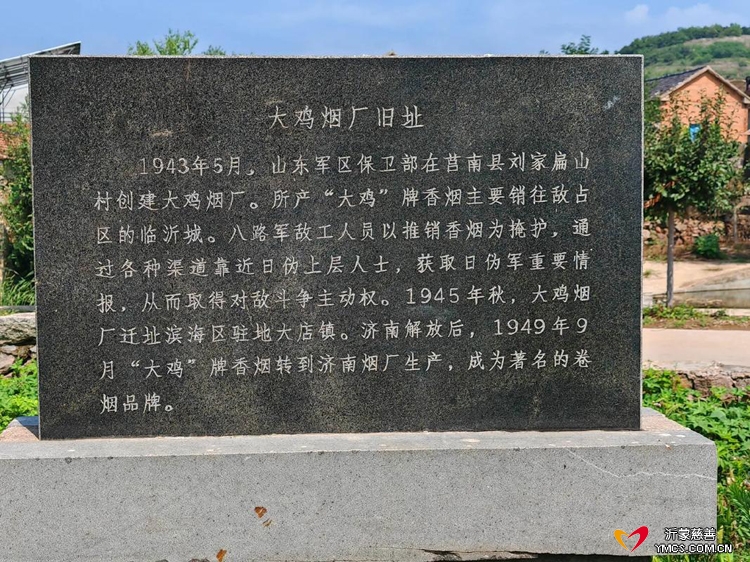 大鸡烟厂旧址
1943年5月，山东军区保卫部在莒南县刘家扁山
村创建大鸡烟厂。所产“大鸡”牌香烟主要销往敌占
区的临沂城。八路军敌工人员以推销香烟为掩护，通
过各种渠道靠近日伪上层人士，获取日伪军重要情
报，从而取得对敌斗争主动权。1945年秋，大鸡烟
厂迁址滨海区驻地大店镇。济南解放后，1949年9
月“大鸡”牌香烟转到济南烟厂生产，成为著名的卷
烟品牌。
沂蒙慈善
YMCS.COM.CN